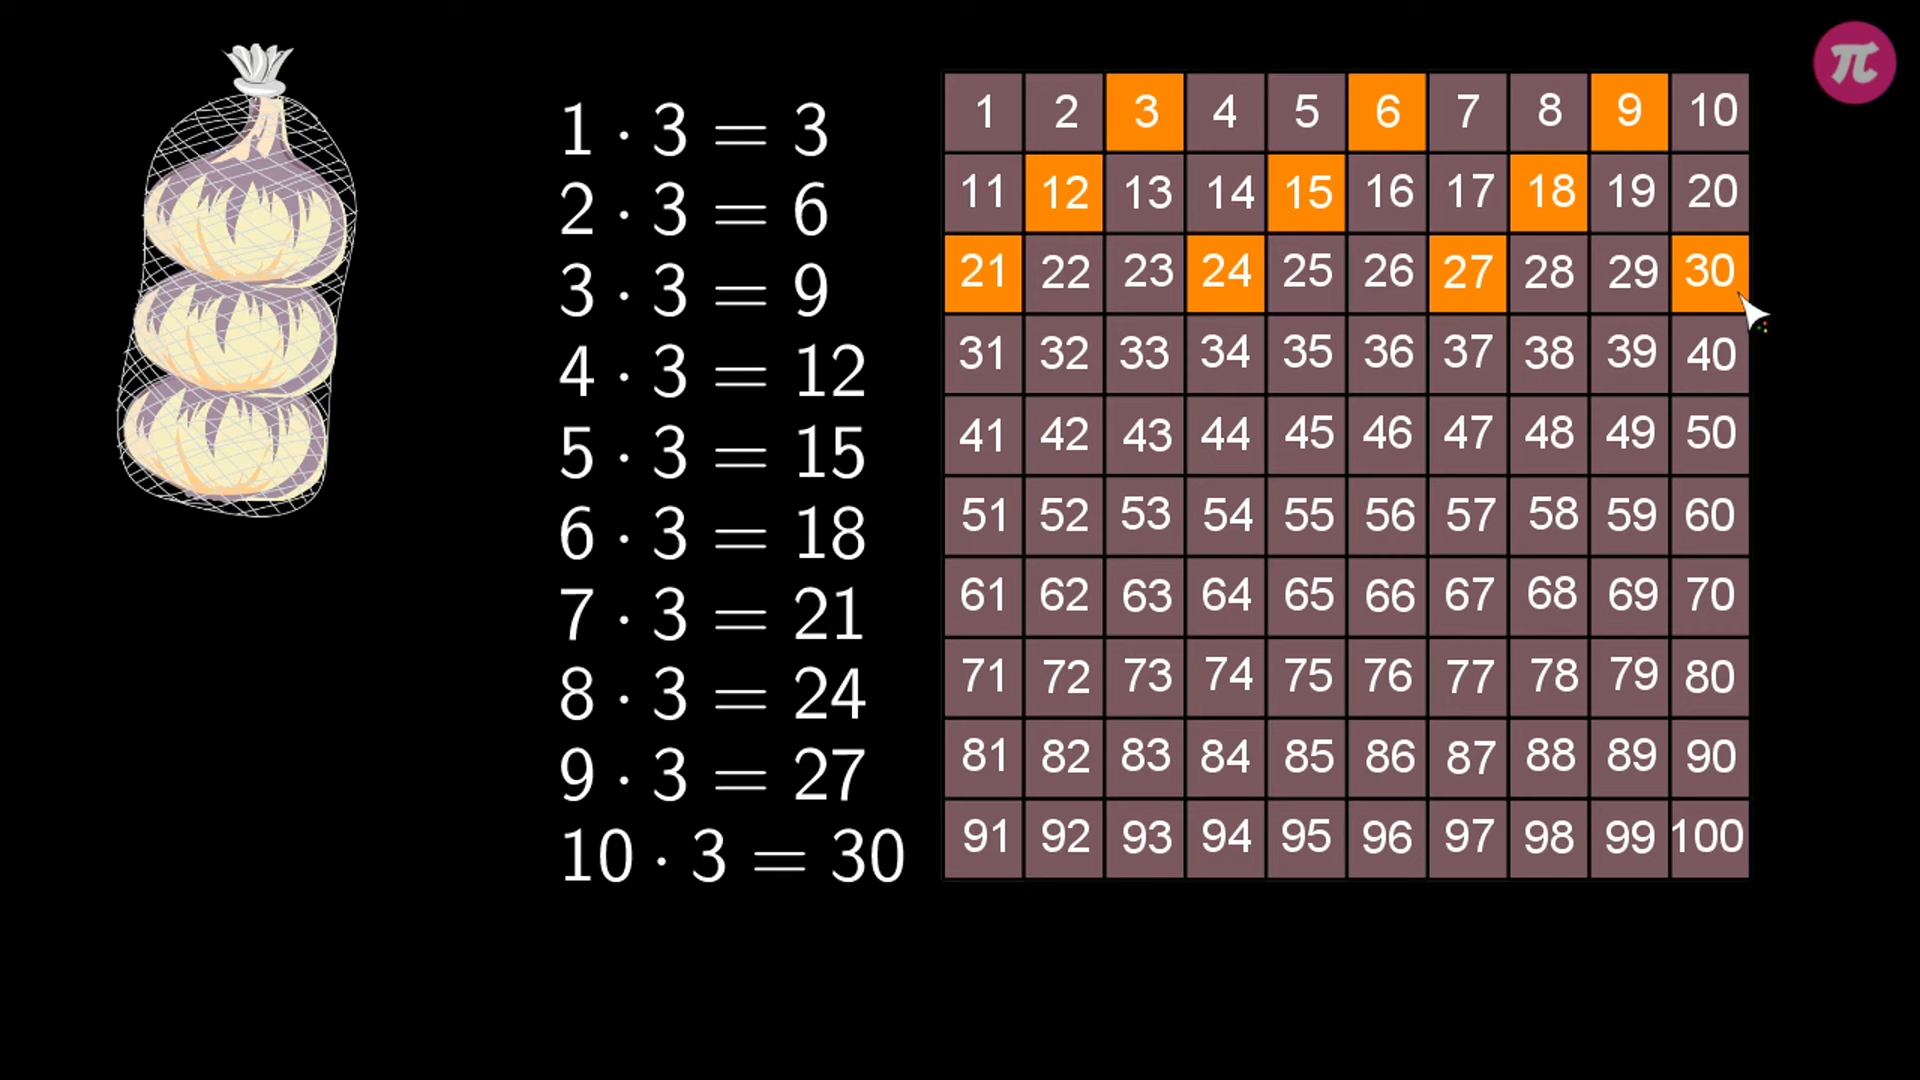 1 · 3 = 3
2 · 3 = 6
3 · 3 = 9
4 · 3 = 12
5 · 3 = 15
6 · 3 = 18
7 · 3 = 21
8 · 3 = 24
9 · 3 = 27
10 · 3 = 30
1 2 3 4 5 6 7 8 9 10
11 12 13 14 15 16 17 18 19 20
21 22 23 24 25 26 27 28 29 30
31 32 33 34 35 36 37 38 39 40
41 42 43 44 45 46 47 48 49 50
51 52 53 54 55 56 57 58 59 60
61 62 63 64 65 66 67 68 69 70
71 72 73 74 75 76 77 78 79 80
81 82 83 84 85 86 87 88 89 90
91 92 93 94 95 96 97 98 99 100
π